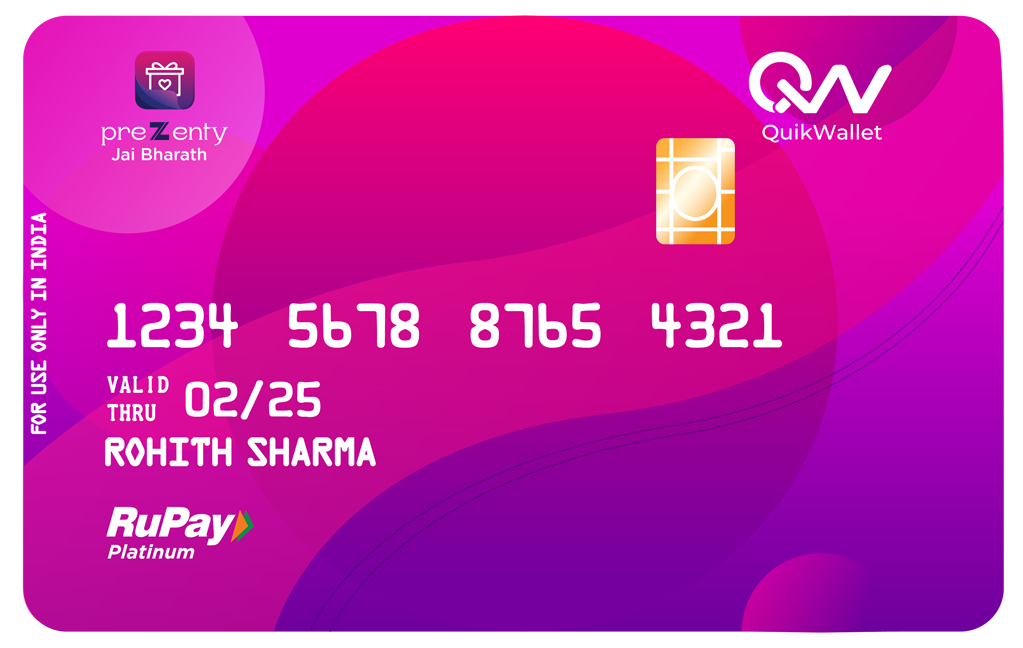 preZenty
Jai Bharath
QW
QuikWallet
FOR USE ONLY IN INDIA
1234 5678 8765 4321
VALID THRU 02/25
ROHITH SHARMA
RuPay
Platinum